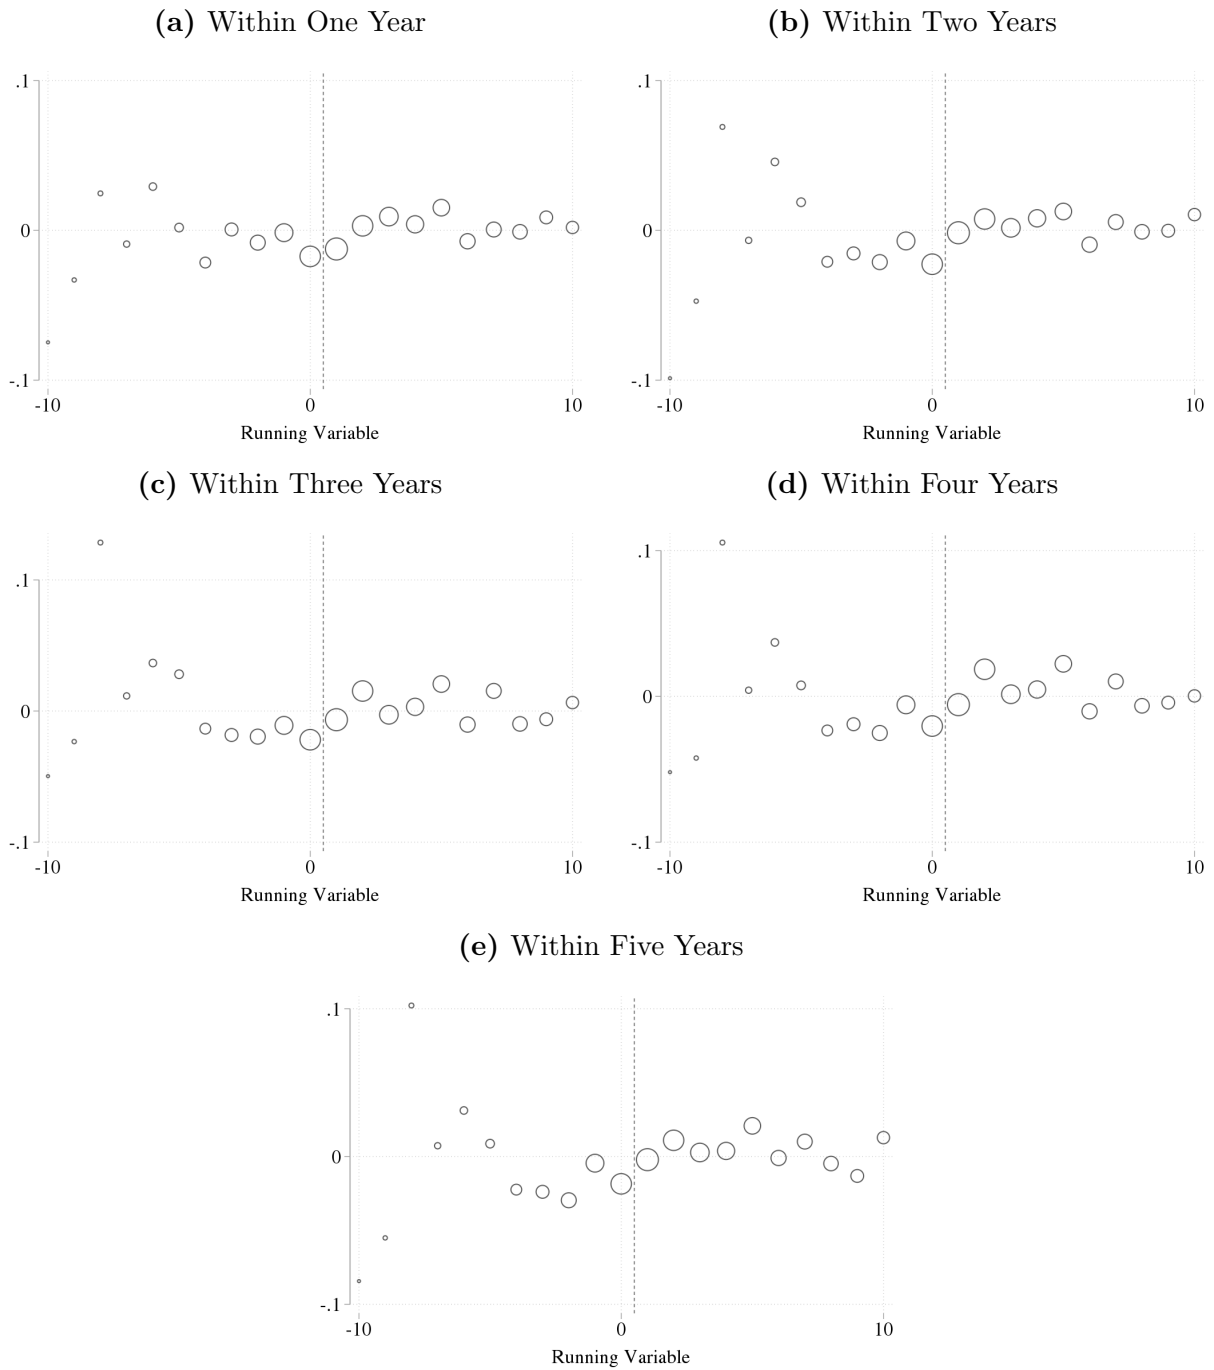 (a) Within One Year
(b) Within Two Years
.1
0
-.1
-10 0 10
Running Variable
.1
0
-.1
-10 0 10
Running Variable
(c) Within Three Years
(d) Within Four Years
.1
0
-.1
-10 0 10
Running Variable
.1
0
-.1
-10 0 10
Running Variable
(e) Within Five Years
.1
0
-.1
-10 0 10
Running Variable